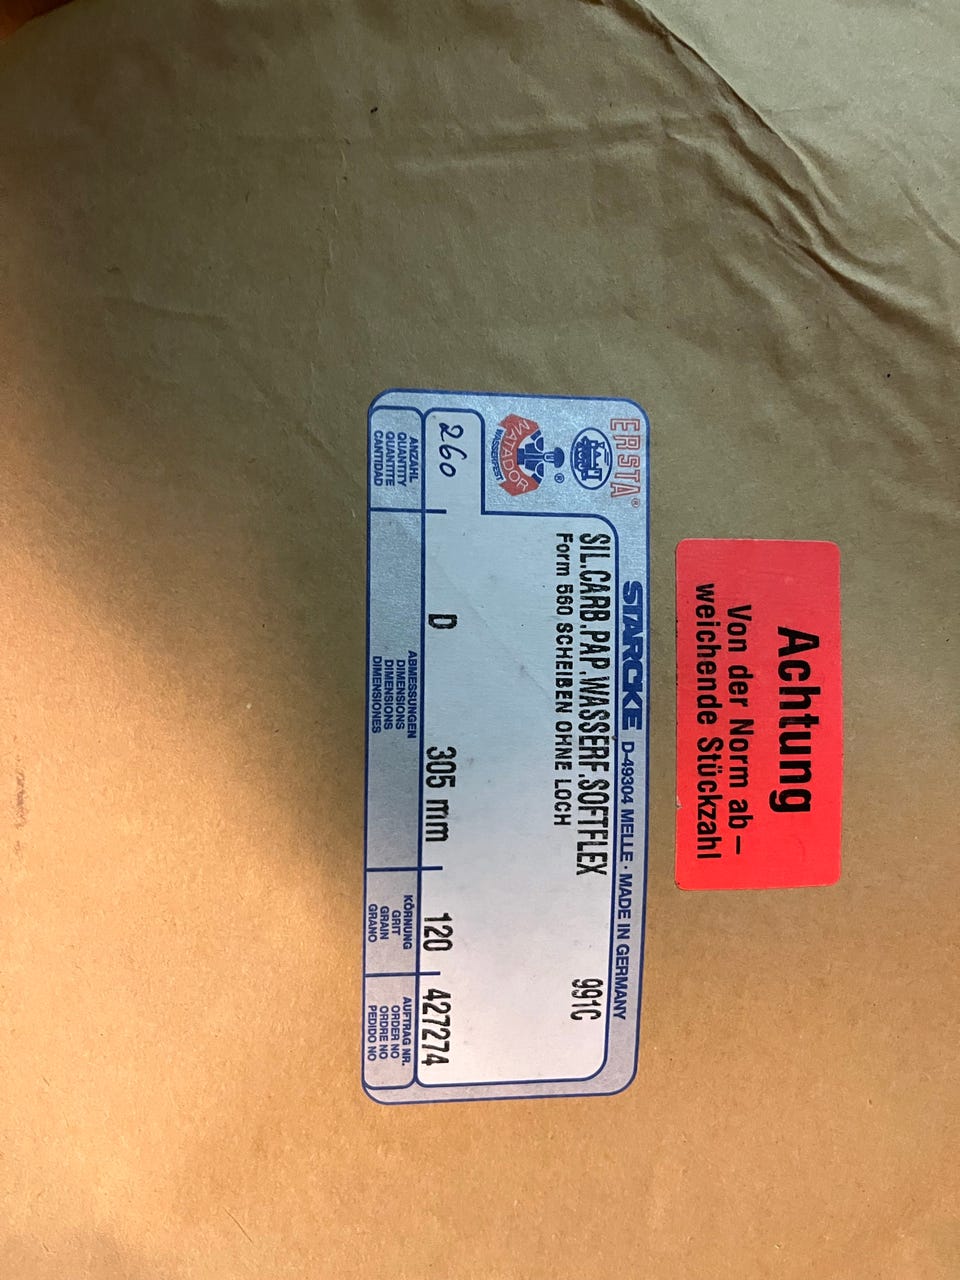 Achtung
Von der Norm ab –
weichende Stückzahl
ERSTA®
STARCKE D-49304 MELLE · MADE IN GERMANY
MATADOR
WASSERFEST
®
SIL.CARB.PAP.WASSERF.SOFTFLEX 991C
Form 560 SCHEIBEN OHNE LOCH
260 D 305 mm 120 427274
ANZAHL
QUANTITY
QUANTITE
CANTIDAD
ABMESSUNGEN
DIMENSIONS
DIMENSIONS
DIMENSIONES
KÖRNUNG
GRIT
GRAIN
GRANO
AUFTRAG NR.
ORDER NO
ORDRE NO
PEDIDO NO